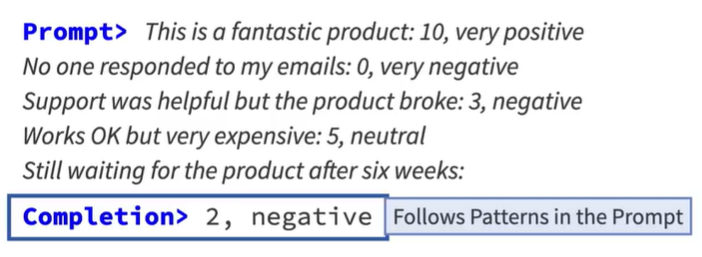 Prompt> This is a fantastic product: 10, very positive
No one responded to my emails: 0, very negative
Support was helpful but the product broke: 3, negative
Works OK but very expensive: 5, neutral
Still waiting for the product after six weeks:
Completion> 2, negative Follows Patterns in the Prompt